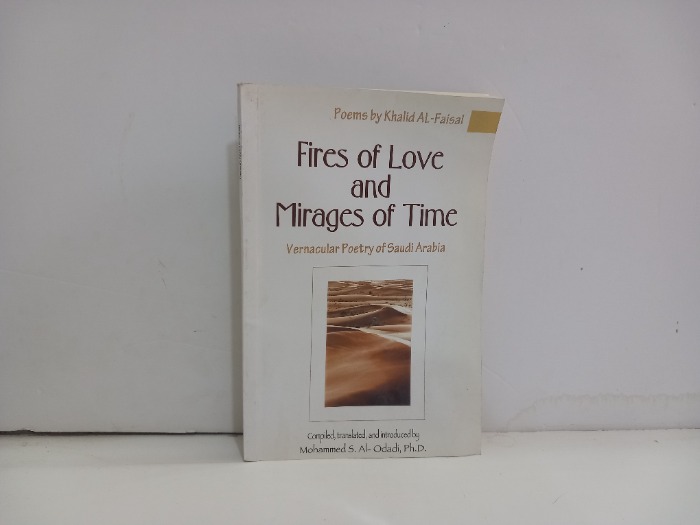 Poems by Khalid AL-Faisal
Fires of Love
and
Mirages of Time
Vernacular Poetry of Saudi Arabia
Compiled, translated, and introduced by
Mohammed S. Al- Odadi, Ph.D.